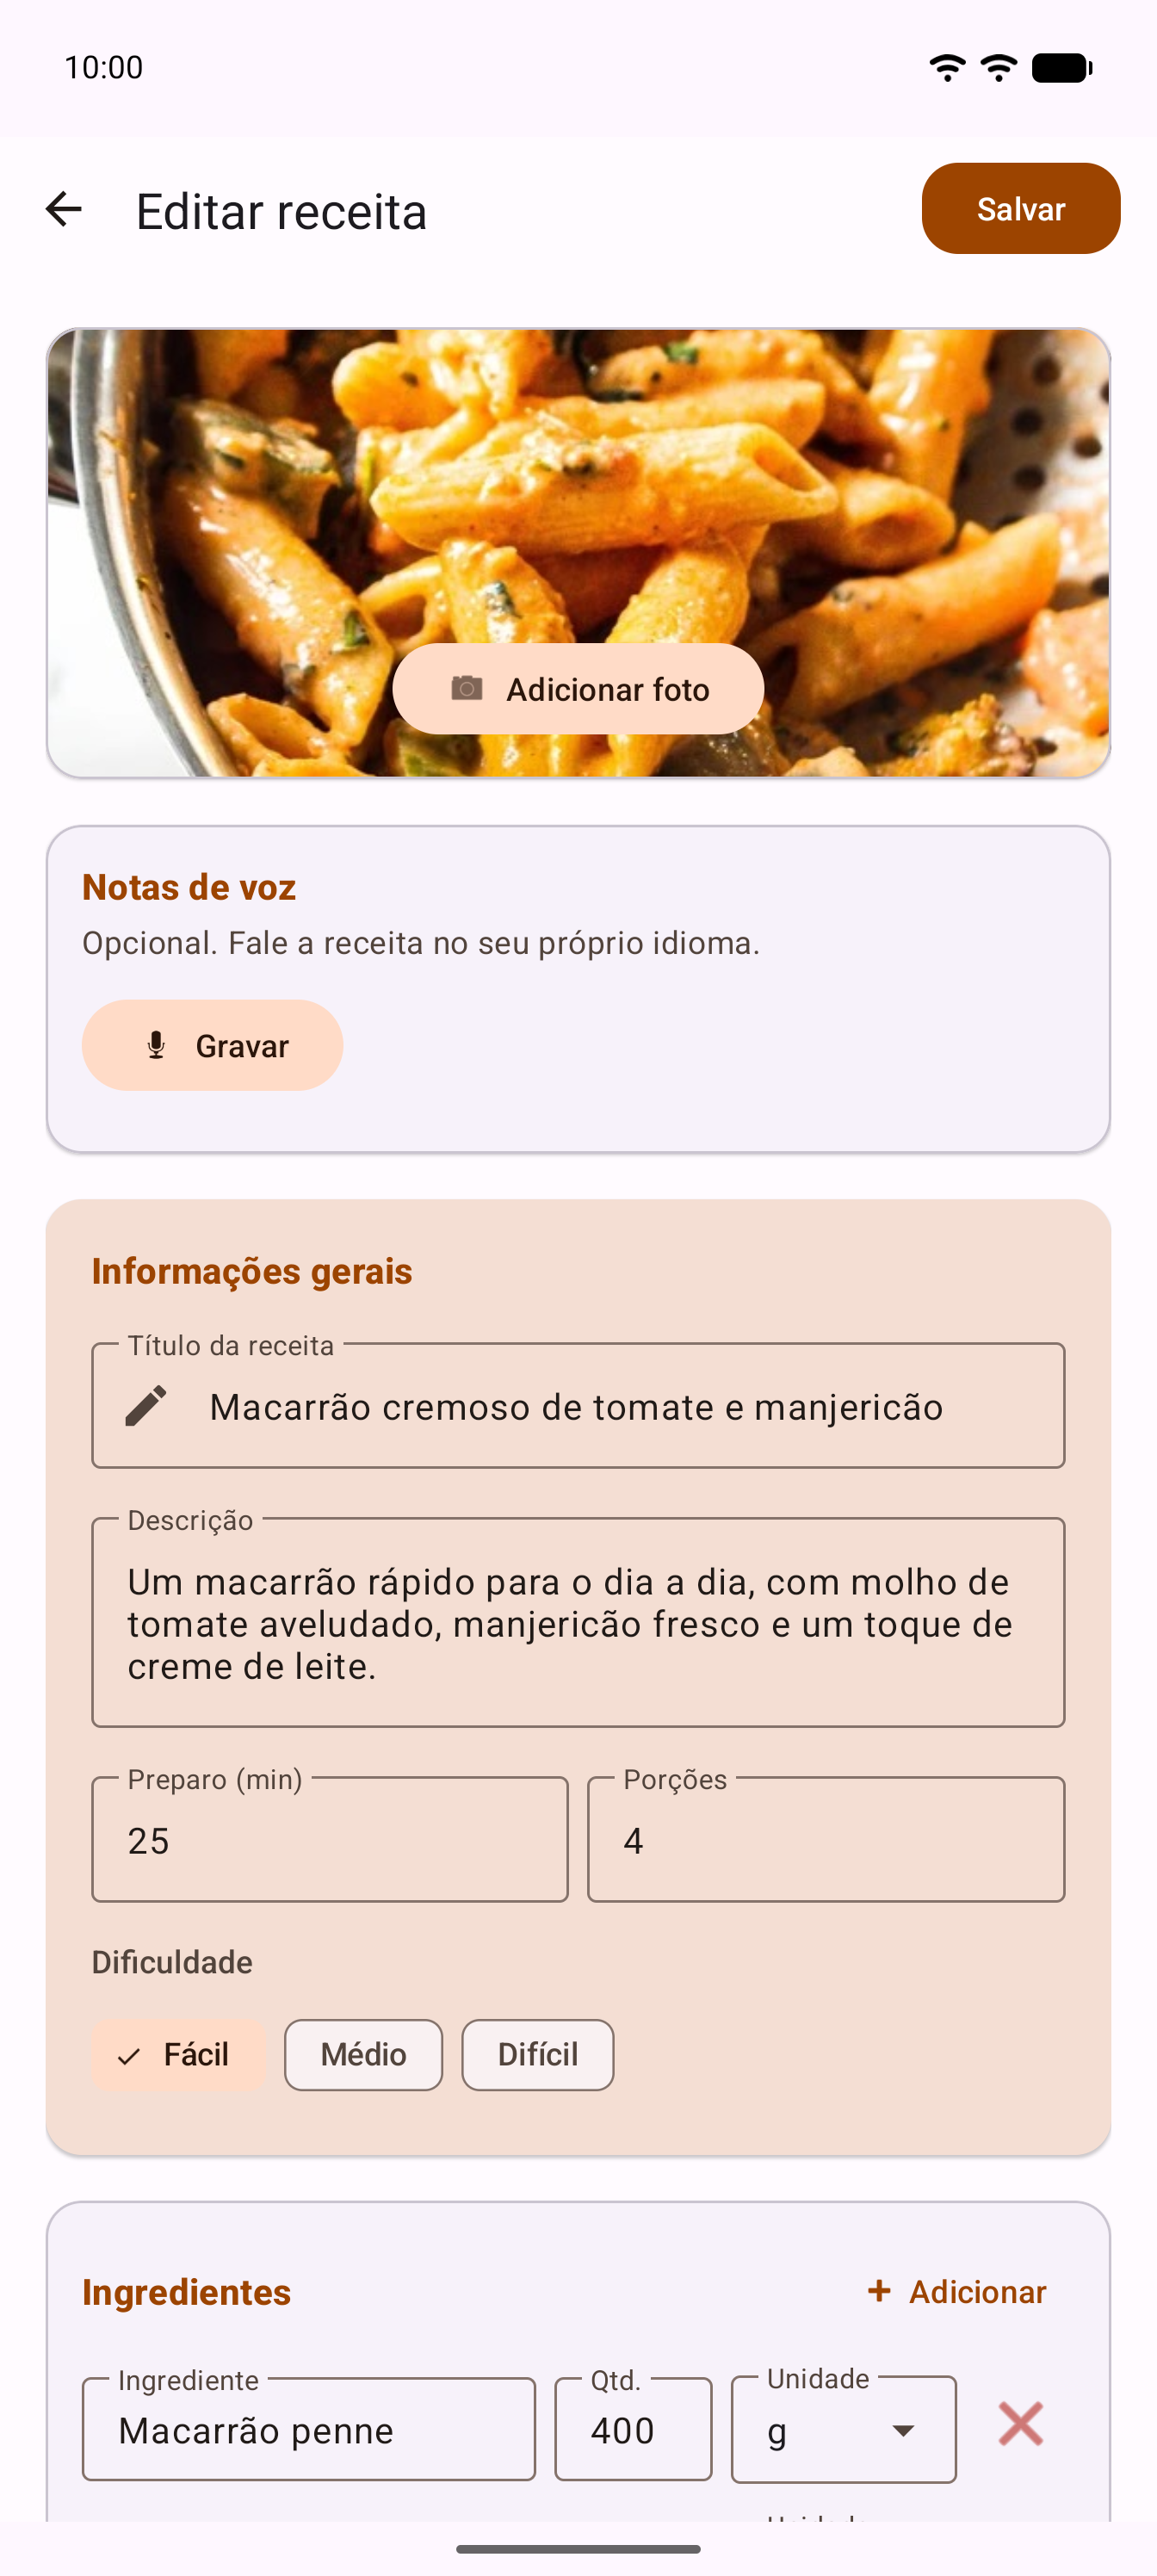 10:00
Editar receita
Salvar
Adicionar foto
Notas de voz
Opcional. Fale a receita no seu próprio idioma.
Gravar
Informações gerais
Título da receita
Macarrão cremoso de tomate e manjericão
Descrição
Um macarrão rápido para o dia a dia, com molho de
tomate aveludado, manjericão fresco e um toque de
creme de leite.
Preparo (min) Porções
25 4
Dificuldade
Fácil Médio Difícil
Ingredientes
+ Adicionar
Ingrediente Qtd. Unidade
Macarrão penne 400 g